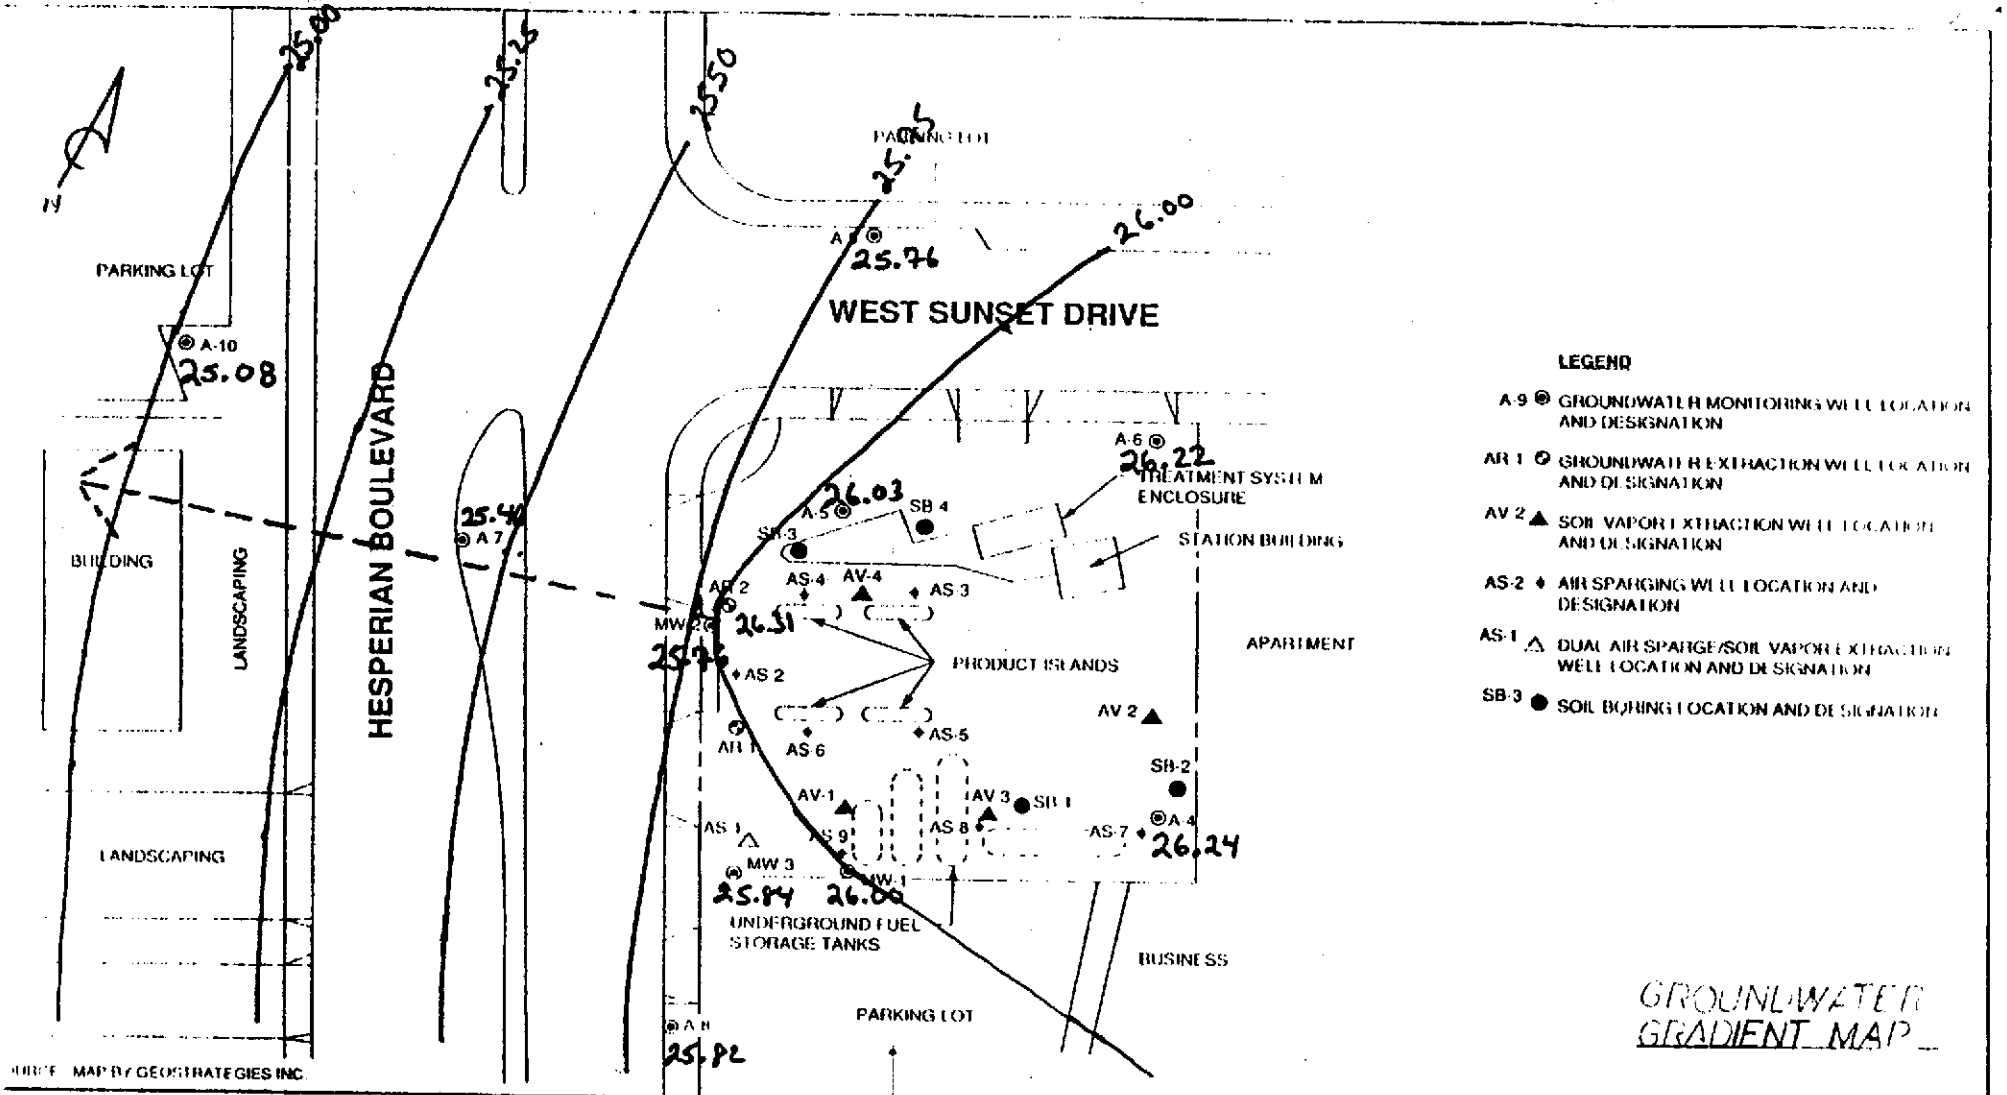 25.00
25.25
25.50
PARKING LOT
26.00
N
PARKING LOT
25.76
WEST SUNSET DRIVE
A-10
25.08
HESPERIAN BOULEVARD
LEGEND
A-9 GROUNDWATER MONITORING WELL LOCATION
AND DESIGNATION
AR 1 GROUNDWATER EXTRACTION WELL LOCATION
AND DESIGNATION
AV 2 SOIL VAPOR EXTRACTION WELL LOCATION
AND DESIGNATION
AS-2 AIR SPARGING WELL LOCATION AND
DESIGNATION
AS-1 DUAL AIR SPARGE/SOIL VAPOR EXTRACTION
WELL LOCATION AND DESIGNATION
SB-3 SOIL BORING LOCATION AND DESIGNATION
A-6
26.22
TREATMENT SYSTEM
ENCLOSURE
26.03
A-5
SB 4
SB-3
STATION BUILDING
25.40
A 7
BUILDING
LANDSCAPING
AS-4
AV-4
AS-3
AR 2
MW 2
26.31
APARTMENT
PRODUCT ISLANDS
AS 2
AV 2
AR 1
AS-6
AS-5
SB-2
AV-1
AV 3
SB 1
AS 1
AS 9
AS 8
AS-7
A-4
26.24
LANDSCAPING
MW 3
MW-1
25.84
26.00
UNDERGROUND FUEL
STORAGE TANKS
BUSINESS
PARKING LOT
A 8
25.82
GROUNDWATER
GRADIENT MAP
MAP BY GEOSTRATEGIES INC.